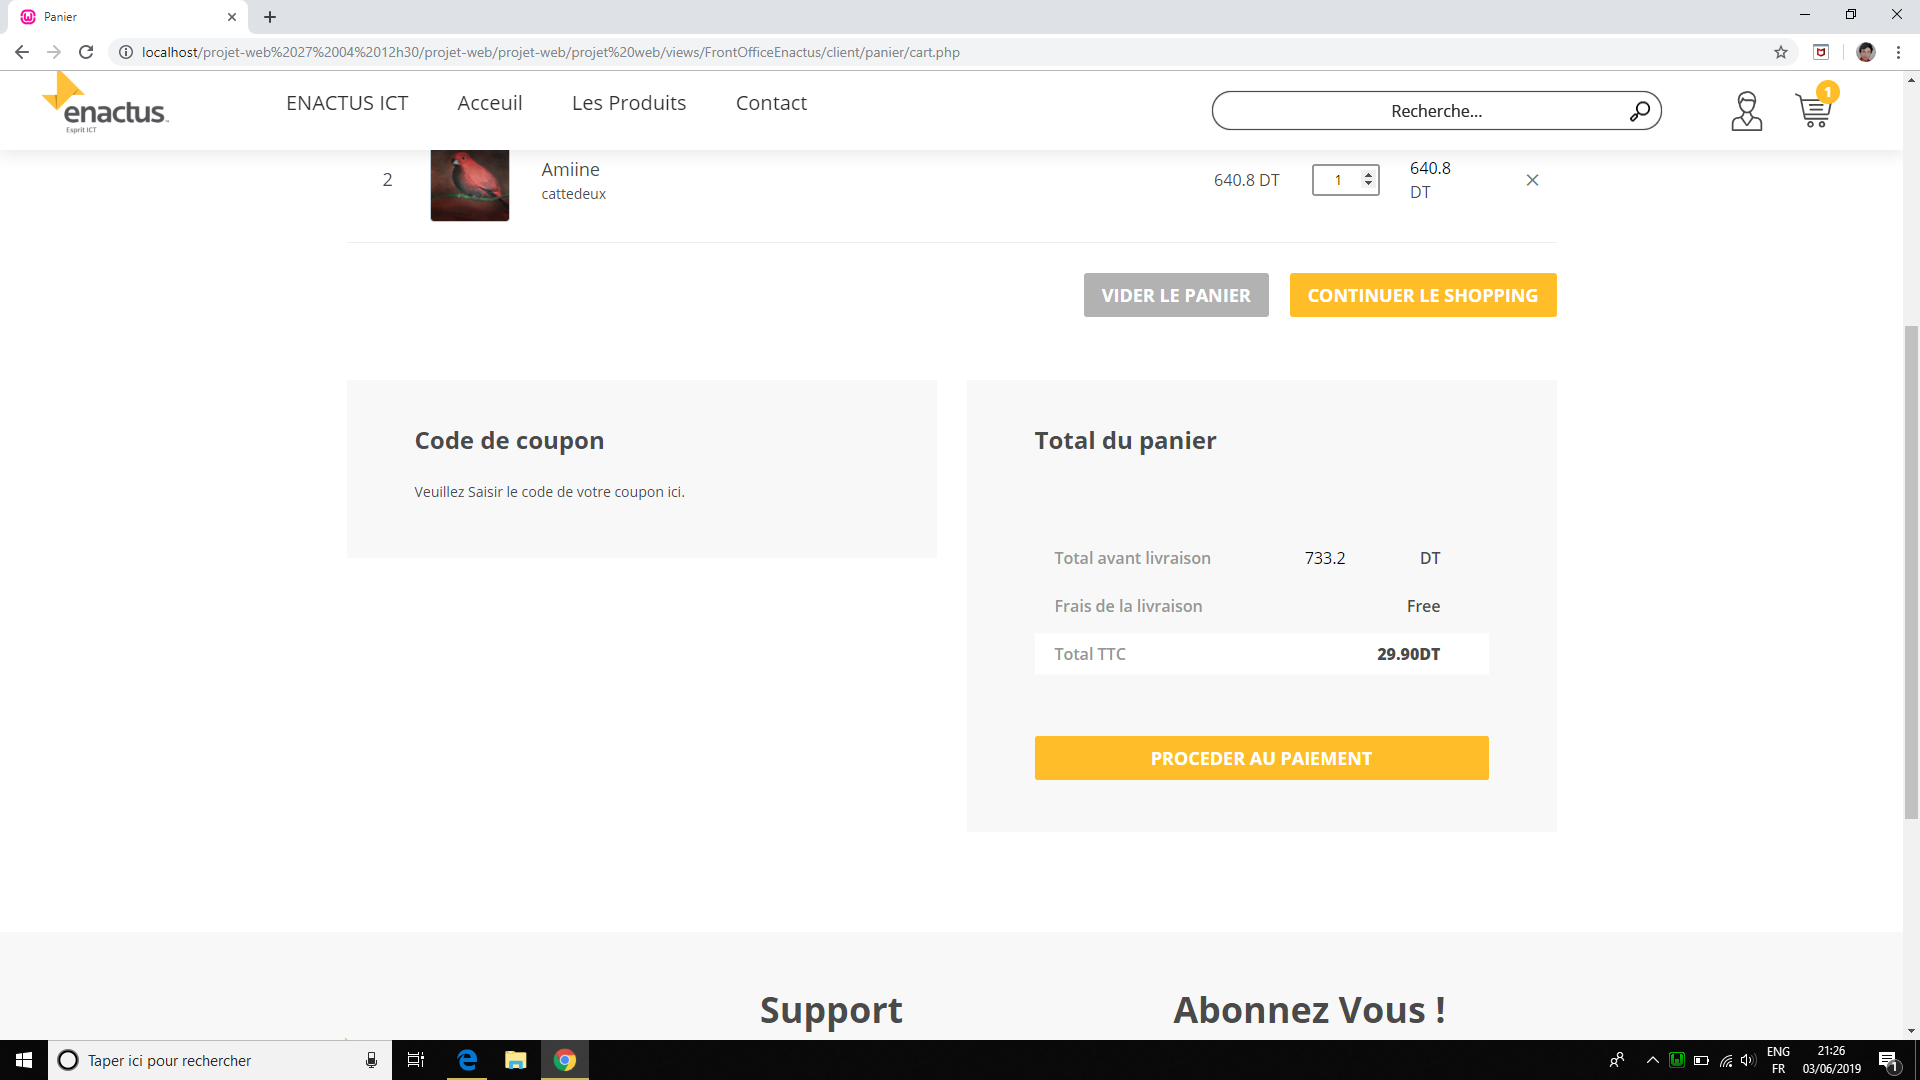 Panier
localhost/projet-web%2027%2004%2012h30/projet-web/projet-web/projet%20web/views/FrontOfficeEnactus/client/panier/cart.php
enactus
Esprit ICT
ENACTUS ICT
Acceuil
Les Produits
Contact
Recherche...
1
2
Amiine
cattedeux
640.8 DT
1
640.8
DT
VIDER LE PANIER
CONTINUER LE SHOPPING
Code de coupon
Veuillez Saisir le code de votre coupon ici.
Total du panier
Total avant livraison 733.2 DT
Frais de la livraison Free
Total TTC 29.90DT
PROCEDER AU PAIEMENT
Support
Abonnez Vous !
Taper ici pour rechercher
ENG
FR
21:26
03/06/2019
1